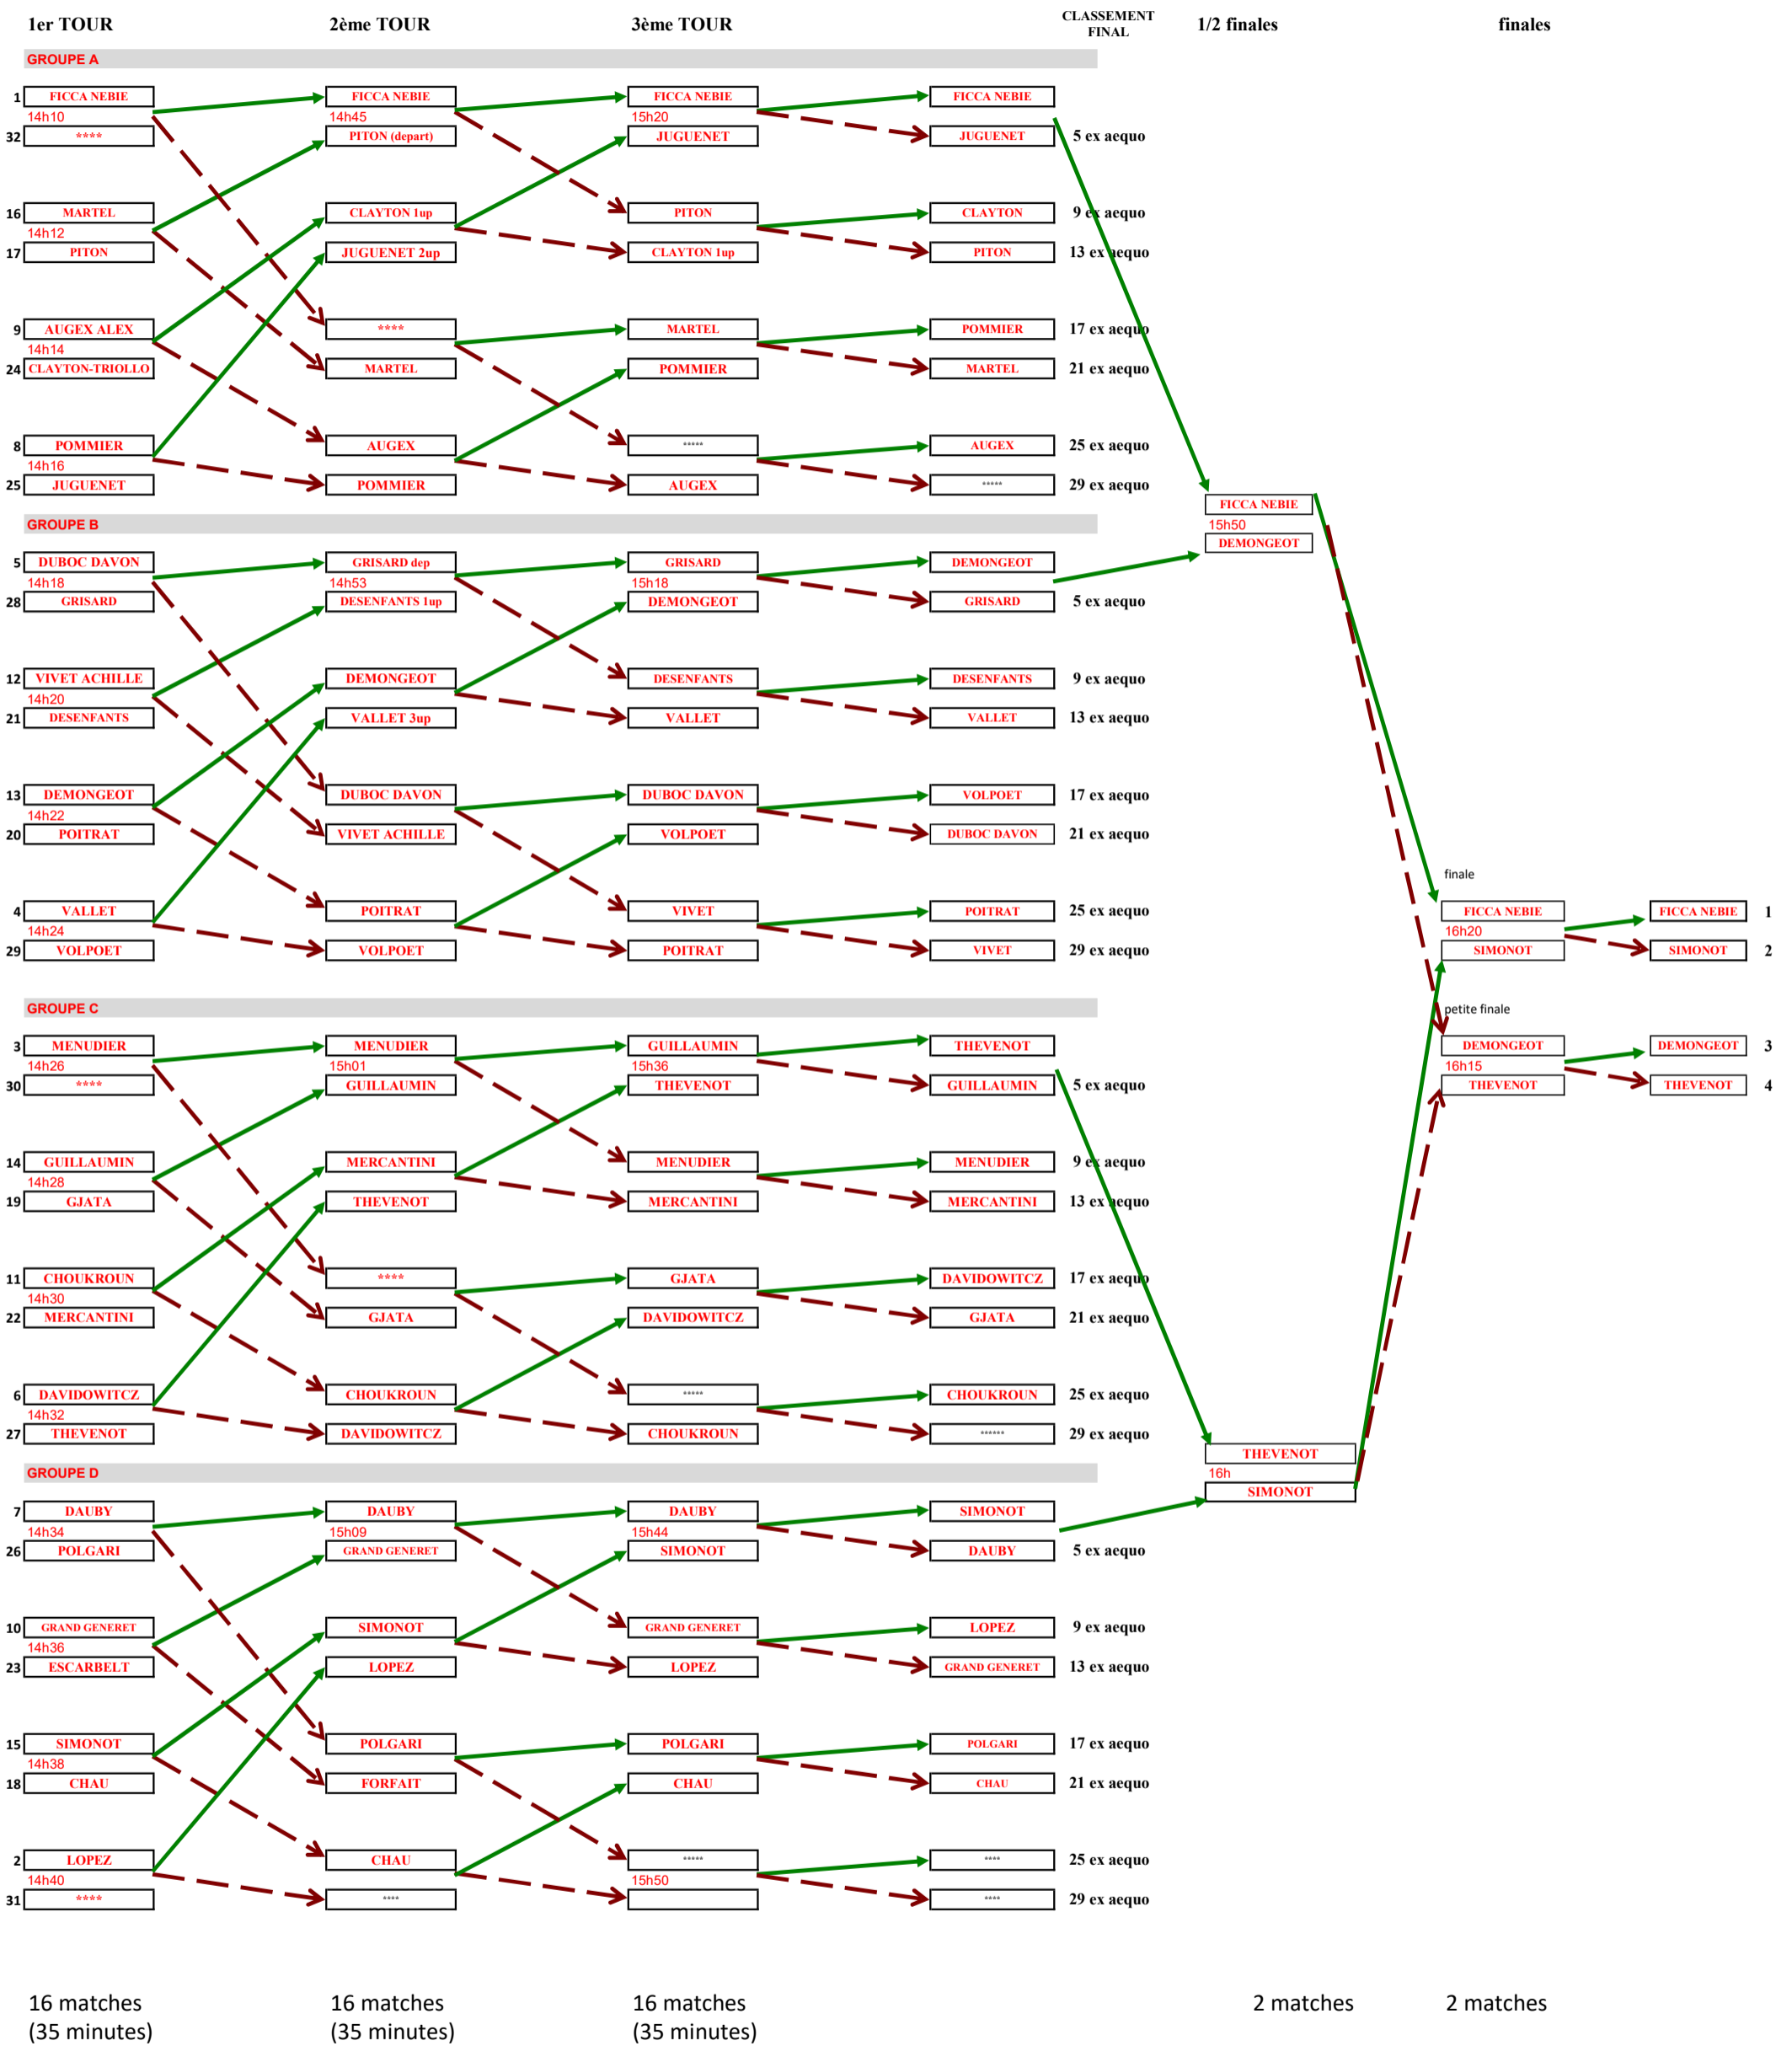 1er TOUR 2ème TOUR 3ème TOUR CLASSEMENT FINAL 1/2 finales finales
GROUPE A
1 FICCA NEBIE FICCA NEBIE FICCA NEBIE FICCA NEBIE
14h10 14h45 15h20
32 **** PITON (depart) JUGUENET JUGUENET 5 ex aequo
16 MARTEL CLAYTON 1up PITON CLAYTON 9 ex aequo
14h12
17 PITON JUGUENET 2up CLAYTON 1up PITON 13 ex aequo
9 AUGEX ALEX **** MARTEL POMMIER 17 ex aequo
14h14
24 CLAYTON-TRIOLLO MARTEL POMMIER MARTEL 21 ex aequo
8 POMMIER AUGEX ***** AUGEX 25 ex aequo
14h16
25 JUGUENET POMMIER AUGEX ***** 29 ex aequo
FICCA NEBIE
GROUPE B 15h50
DEMONGEOT
5 DUBOC DAVON GRISARD dep GRISARD DEMONGEOT
14h18 14h53 15h18
28 GRISARD DESENFANTS 1up DEMONGEOT GRISARD 5 ex aequo
12 VIVET ACHILLE DEMONGEOT DESENFANTS DESENFANTS 9 ex aequo
14h20
21 DESENFANTS VALLET 3up VALLET VALLET 13 ex aequo
13 DEMONGEOT DUBOC DAVON DUBOC DAVON VOLPOET 17 ex aequo
14h22
20 POITRAT VIVET ACHILLE VOLPOET DUBOC DAVON 21 ex aequo
finale
4 VALLET POITRAT VIVET POITRAT 25 ex aequo FICCA NEBIE FICCA NEBIE 1
14h24 16h20
29 VOLPOET VOLPOET POITRAT VIVET 29 ex aequo SIMONOT SIMONOT 2
GROUPE C petite finale
3 MENUDIER MENUDIER GUILLAUMIN THEVENOT DEMONGEOT DEMONGEOT 3
14h26 15h01 15h36 16h15
30 **** GUILLAUMIN THEVENOT GUILLAUMIN 5 ex aequo THEVENOT THEVENOT 4
14 GUILLAUMIN MERCANTINI MENUDIER MENUDIER 9 ex aequo
14h28
19 GJATA THEVENOT MERCANTINI MERCANTINI 13 ex aequo
11 CHOUKROUN **** GJATA DAVIDOWITCZ 17 ex aequo
14h30
22 MERCANTINI GJATA DAVIDOWITCZ GJATA 21 ex aequo
6 DAVIDOWITCZ CHOUKROUN ***** CHOUKROUN 25 ex aequo
14h32
27 THEVENOT DAVIDOWITCZ CHOUKROUN ****** 29 ex aequo
THEVENOT
GROUPE D 16h
SIMONOT
7 DAUBY DAUBY DAUBY SIMONOT
14h34 15h09 15h44
26 POLGARI GRAND GENERET SIMONOT DAUBY 5 ex aequo
10 GRAND GENERET SIMONOT GRAND GENERET LOPEZ 9 ex aequo
14h36
23 ESCARBELT LOPEZ LOPEZ GRAND GENERET 13 ex aequo
15 SIMONOT POLGARI POLGARI POLGARI 17 ex aequo
14h38
18 CHAU FORFAIT CHAU CHAU 21 ex aequo
2 LOPEZ CHAU ***** **** 25 ex aequo
14h40 15h50
31 **** **** **** 29 ex aequo
16 matches 16 matches 16 matches 2 matches 2 matches
(35 minutes) (35 minutes) (35 minutes)